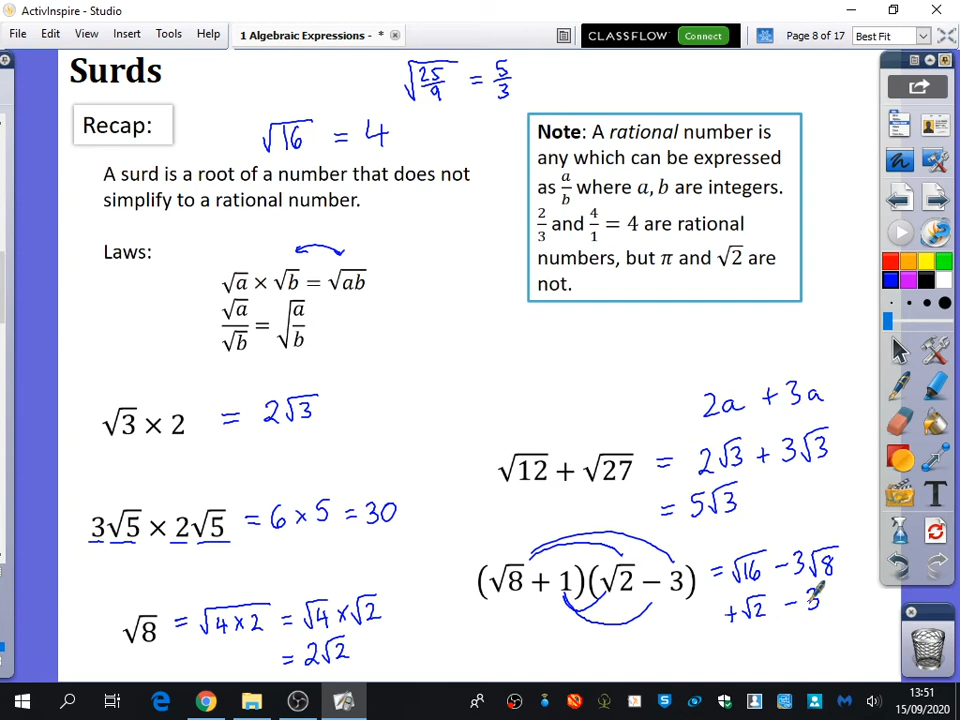 ActivInspire - Studio
File Edit View Insert Tools Help
1 Algebraic Expressions - *
CLASSFLOW Connect
Page 8 of 17
Best Fit
Surds
√(25/9) = 5/3
Recap:
√16 = 4
A surd is a root of a number that does not
simplify to a rational number.
Note: A rational number is
any which can be expressed
as a/b where a, b are integers.
2/3 and 4/1 = 4 are rational
numbers, but π and √2 are
not.
Laws:
√a × √b = √ab
√a/√b = √(a/b)
√3 × 2 = 2√3
3√5 × 2√5 = 6 × 5 = 30
√8 = √(4×2) = √4 × √2
= 2√2
2a + 3a
√12 + √27 = 2√3 + 3√3
= 5√3
(√8 + 1)(√2 − 3) = √16 − 3√8
+ √2 − 3
13:51
15/09/2020